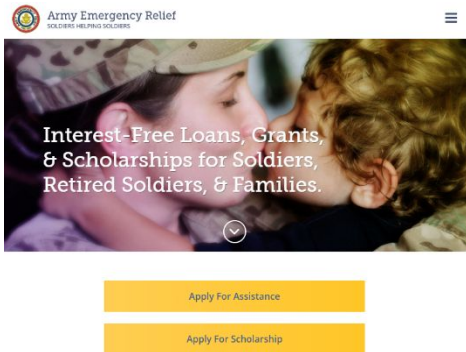 Army Emergency Relief
SOLDIERS HELPING SOLDIERS
Interest-Free Loans, Grants,
& Scholarships for Soldiers,
Retired Soldiers, & Families.
Apply For Assistance
Apply For Scholarship